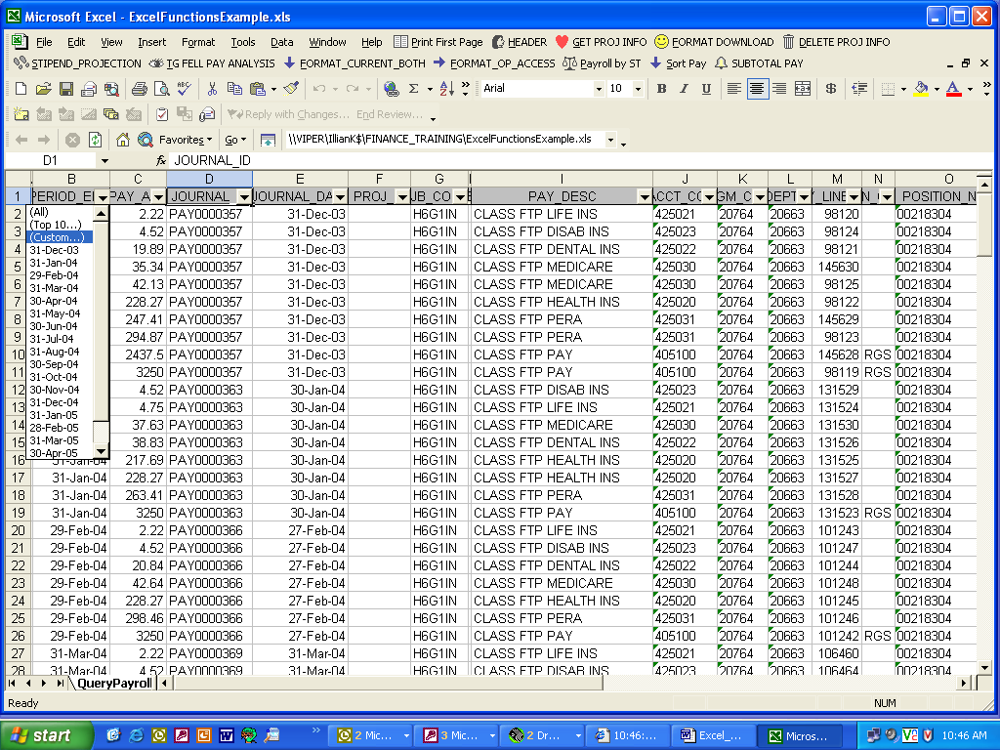 Microsoft Excel - ExcelFunctionsExample.xls
File Edit View Insert Format Tools Data Window Help Print First Page HEADER GET PROJ INFO FORMAT DOWNLOAD DELETE PROJ INFO
STIPEND_PROJECTION TG FELL PAY ANALYSIS FORMAT_CURRENT_BOTH FORMAT_OP_ACCESS Payroll by ST Sort Pay SUBTOTAL PAY
Arial 10 B I U $
Reply with Changes... End Review...
Favorites Go \\VIPER\IllianK$\FINANCE_TRAINING\ExcelFunctionsExample.xls
D1 fx JOURNAL_ID
B C D E F G I J K L M N O
1 PERIOD_E PAY_A JOURNAL_ JOURNAL_DA PROJ_ JB_CO PAY_DESC ACCT_CO GM_C DEPT Y_LINE N_ POSITION_N
2 2.22 PAY0000357 31-Dec-03 H6G1IN CLASS FTP LIFE INS 425021 20764 20663 98120 00218304
3 4.52 PAY0000357 31-Dec-03 H6G1IN CLASS FTP DISAB INS 425023 20764 20663 98124 00218304
4 19.89 PAY0000357 31-Dec-03 H6G1IN CLASS FTP DENTAL INS 425022 20764 20663 98121 00218304
5 35.34 PAY0000357 31-Dec-03 H6G1IN CLASS FTP MEDICARE 425030 20764 20663 145630 00218304
6 42.13 PAY0000357 31-Dec-03 H6G1IN CLASS FTP MEDICARE 425030 20764 20663 98125 00218304
7 228.27 PAY0000357 31-Dec-03 H6G1IN CLASS FTP HEALTH INS 425020 20764 20663 98122 00218304
8 247.41 PAY0000357 31-Dec-03 H6G1IN CLASS FTP PERA 425031 20764 20663 145629 00218304
9 294.87 PAY0000357 31-Dec-03 H6G1IN CLASS FTP PERA 425031 20764 20663 98123 00218304
10 2437.5 PAY0000357 31-Dec-03 H6G1IN CLASS FTP PAY 405100 20764 20663 145628 RGS 00218304
11 3250 PAY0000357 31-Dec-03 H6G1IN CLASS FTP PAY 405100 20764 20663 98119 RGS 00218304
12 4.52 PAY0000363 30-Jan-04 H6G1IN CLASS FTP DISAB INS 425023 20764 20663 131529 00218304
13 4.75 PAY0000363 30-Jan-04 H6G1IN CLASS FTP LIFE INS 425021 20764 20663 131524 00218304
14 37.63 PAY0000363 30-Jan-04 H6G1IN CLASS FTP MEDICARE 425030 20764 20663 131530 00218304
15 38.83 PAY0000363 30-Jan-04 H6G1IN CLASS FTP DENTAL INS 425022 20764 20663 131526 00218304
16 31-Jan-04 217.69 PAY0000363 30-Jan-04 H6G1IN CLASS FTP HEALTH INS 425020 20764 20663 131525 00218304
17 31-Jan-04 228.27 PAY0000363 30-Jan-04 H6G1IN CLASS FTP HEALTH INS 425020 20764 20663 131527 00218304
18 31-Jan-04 263.41 PAY0000363 30-Jan-04 H6G1IN CLASS FTP PERA 425031 20764 20663 131528 00218304
19 31-Jan-04 3250 PAY0000363 30-Jan-04 H6G1IN CLASS FTP PAY 405100 20764 20663 131523 RGS 00218304
20 29-Feb-04 2.22 PAY0000366 27-Feb-04 H6G1IN CLASS FTP LIFE INS 425021 20764 20663 101243 00218304
21 29-Feb-04 4.52 PAY0000366 27-Feb-04 H6G1IN CLASS FTP DISAB INS 425023 20764 20663 101247 00218304
22 29-Feb-04 20.84 PAY0000366 27-Feb-04 H6G1IN CLASS FTP DENTAL INS 425022 20764 20663 101244 00218304
23 29-Feb-04 42.64 PAY0000366 27-Feb-04 H6G1IN CLASS FTP MEDICARE 425030 20764 20663 101248 00218304
24 29-Feb-04 228.27 PAY0000366 27-Feb-04 H6G1IN CLASS FTP HEALTH INS 425020 20764 20663 101245 00218304
25 29-Feb-04 298.46 PAY0000366 27-Feb-04 H6G1IN CLASS FTP PERA 425031 20764 20663 101246 00218304
26 29-Feb-04 3250 PAY0000366 27-Feb-04 H6G1IN CLASS FTP PAY 405100 20764 20663 101242 RGS 00218304
27 31-Mar-04 2.22 PAY0000369 31-Mar-04 H6G1IN CLASS FTP LIFE INS 425021 20764 20663 106460 00218304
28 31-Mar-04 4.52 PAY0000369 31-Mar-04 H6G1IN CLASS FTP DISAB INS 425023 20764 20663 106464 00218304
(All)
(Top 10...)
(Custom...)
31-Dec-03
31-Jan-04
29-Feb-04
31-Mar-04
30-Apr-04
31-May-04
30-Jun-04
31-Jul-04
31-Aug-04
30-Sep-04
31-Oct-04
30-Nov-04
31-Dec-04
31-Jan-05
28-Feb-05
31-Mar-05
30-Apr-05
QueryPayroll
Ready NUM
start 2 Mic... 3 Micr... 2 D... 10:46:... Excel_... Micros... 10:46 AM